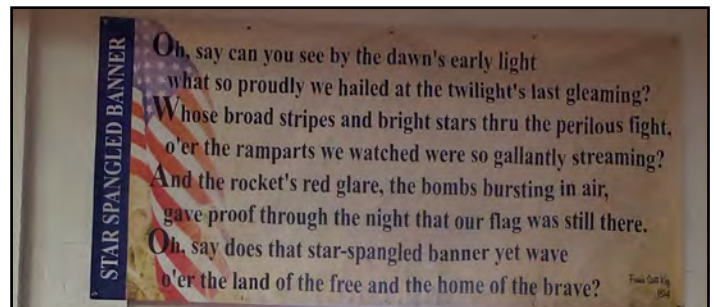 STAR SPANGLED BANNER
Oh, say can you see by the dawn's early light
what so proudly we hailed at the twilight's last gleaming?
Whose broad stripes and bright stars thru the perilous fight,
o'er the ramparts we watched were so gallantly streaming?
And the rocket's red glare, the bombs bursting in air,
gave proof through the night that our flag was still there.
Oh, say does that star-spangled banner yet wave
o'er the land of the free and the home of the brave?
Francis Scott Key
1814